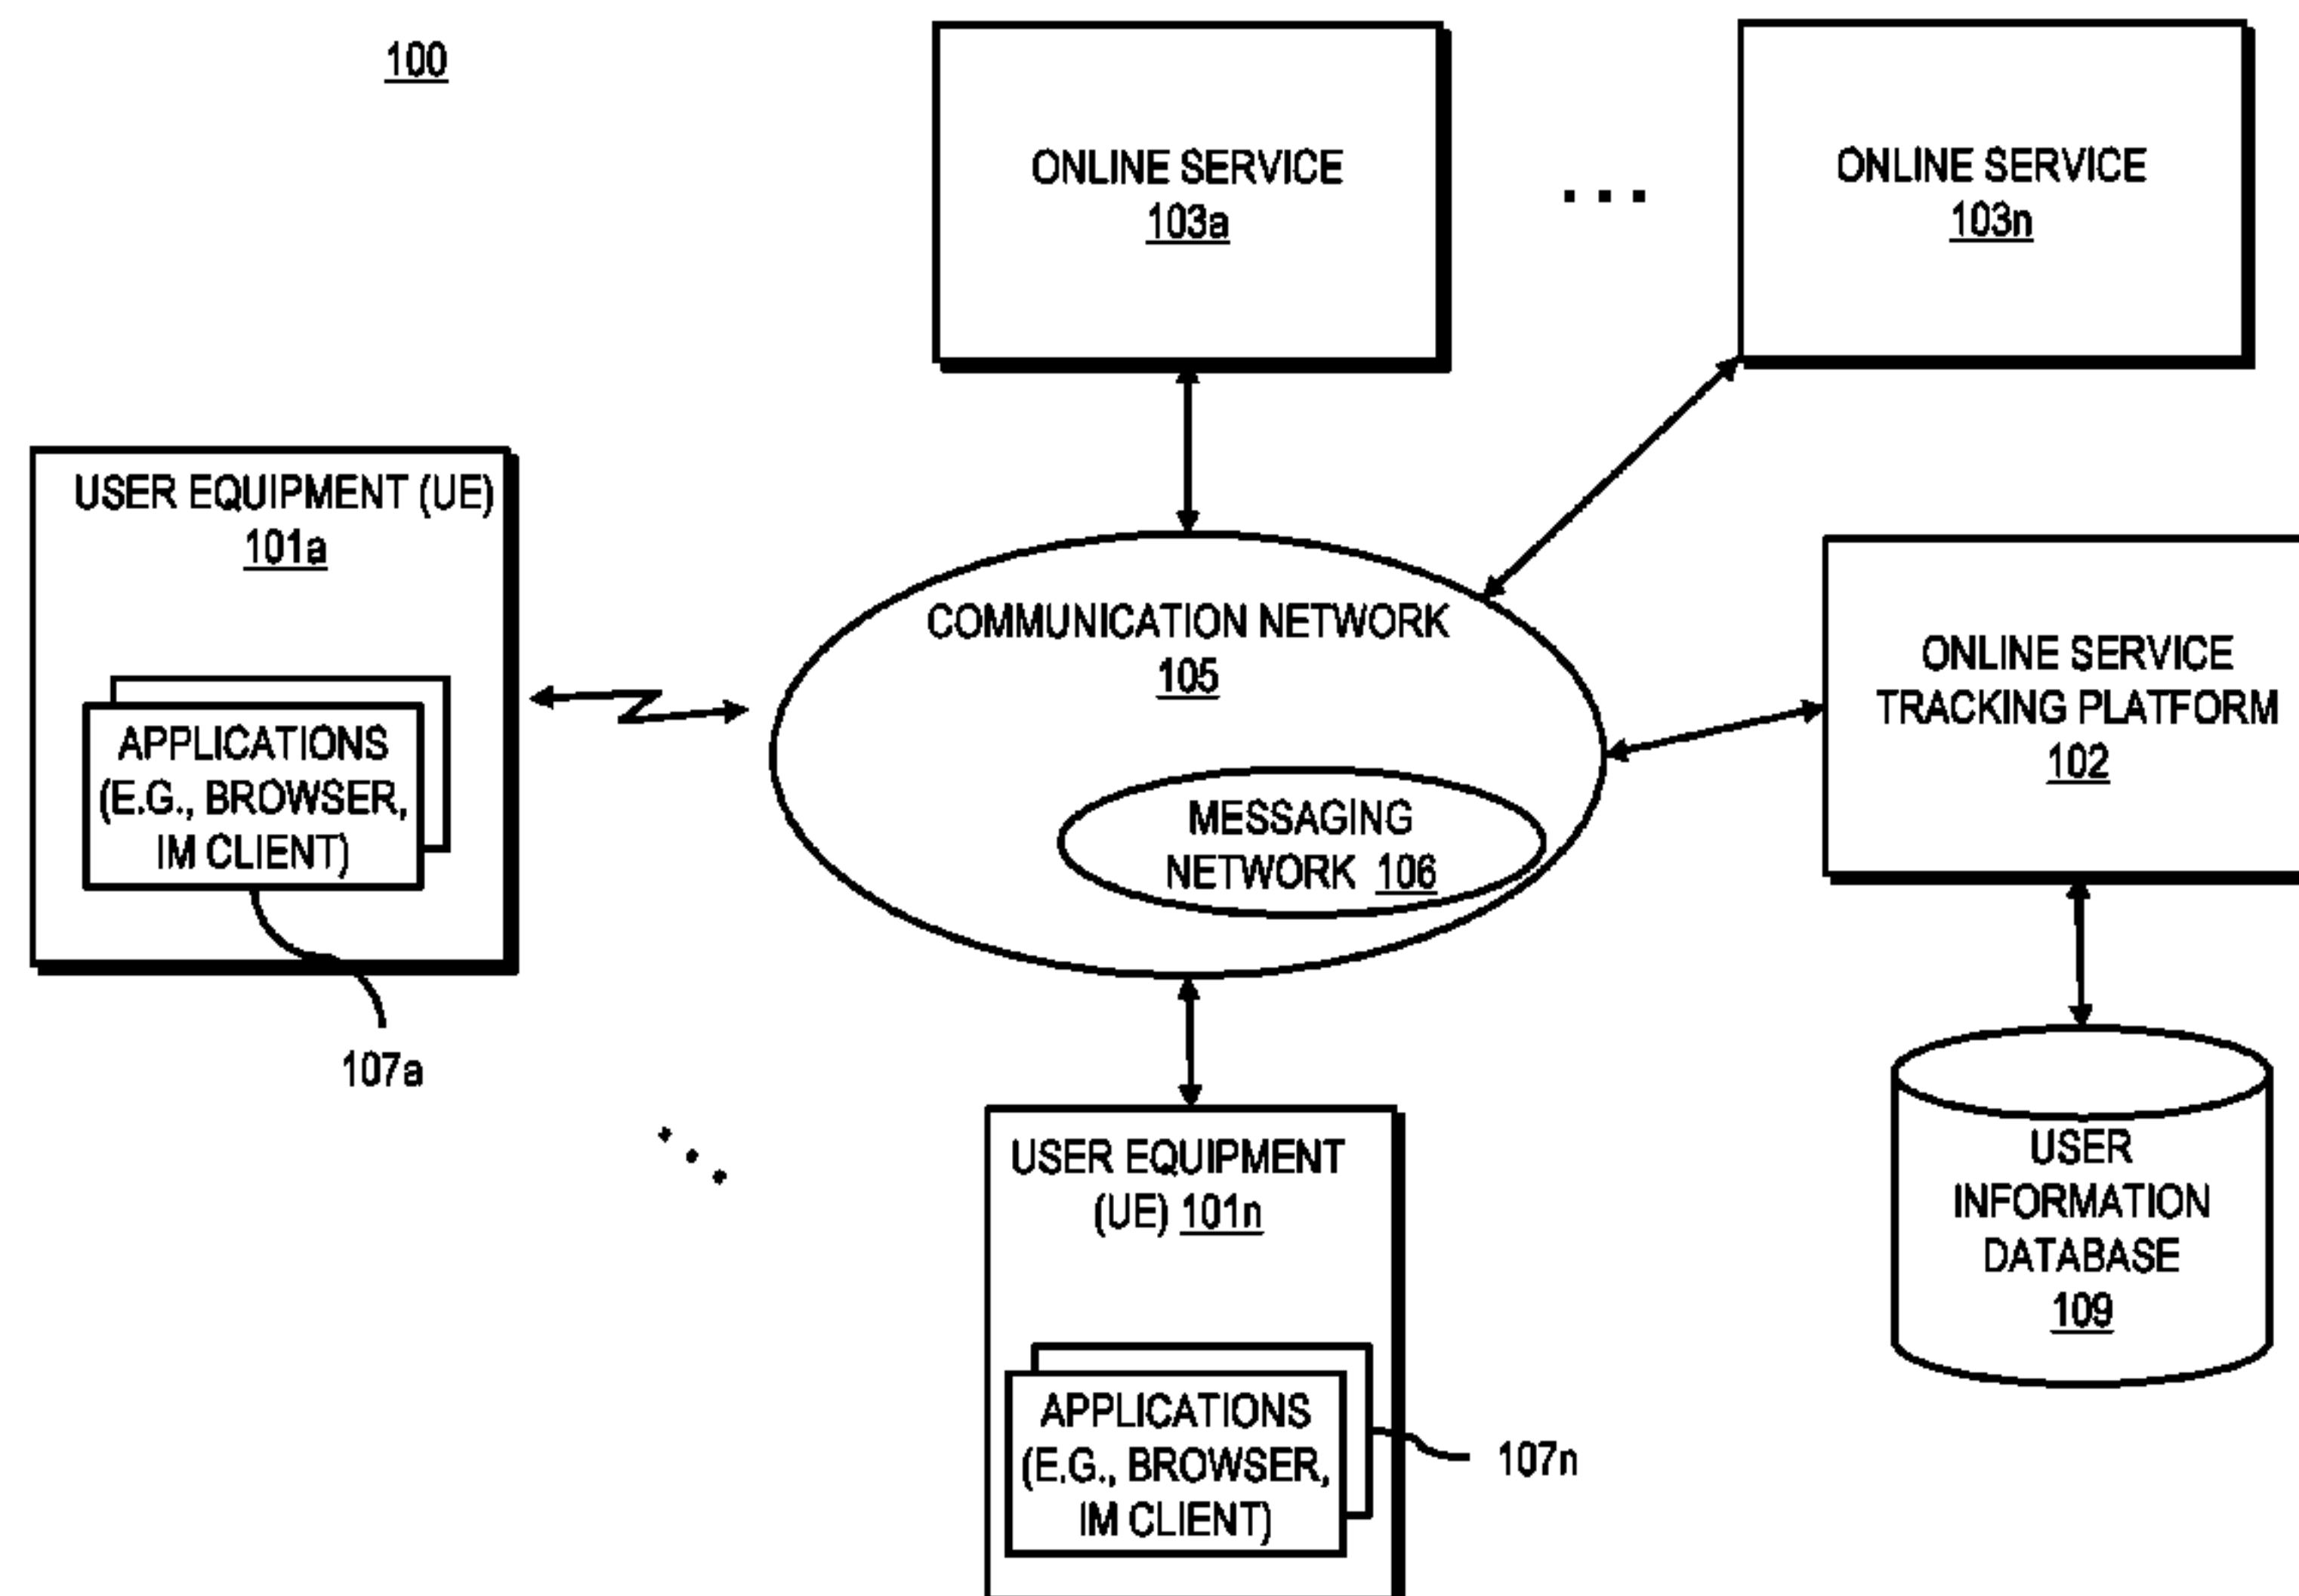 100
ONLINE SERVICE
103a
ONLINE SERVICE
103n
USER EQUIPMENT (UE)
101a
APPLICATIONS
(E.G., BROWSER,
IM CLIENT)
107a
COMMUNICATION NETWORK
105
MESSAGING
NETWORK 106
ONLINE SERVICE
TRACKING PLATFORM
102
USER
INFORMATION
DATABASE
109
USER EQUIPMENT
(UE) 101n
APPLICATIONS
(E.G., BROWSER,
IM CLIENT)
107n